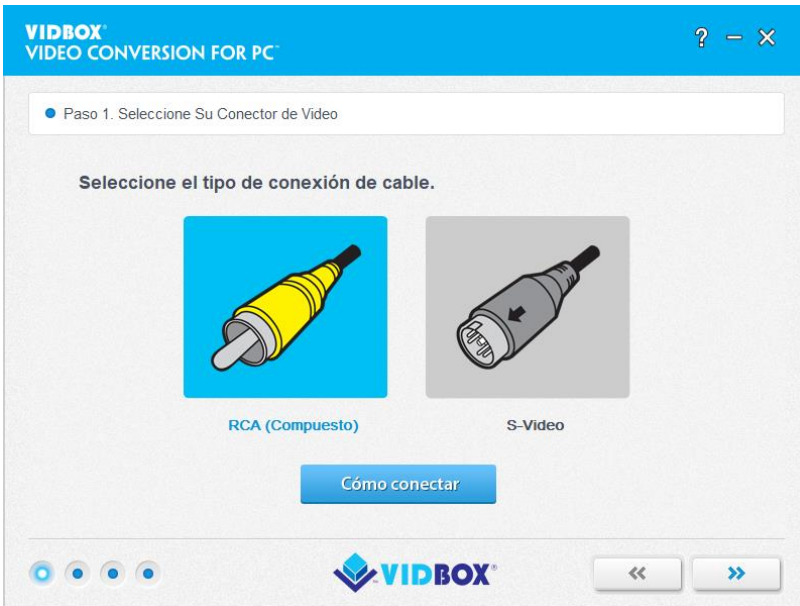 VIDBOX®
VIDEO CONVERSION FOR PC™
? – ×
Paso 1. Seleccione Su Conector de Video
Seleccione el tipo de conexión de cable.
RCA (Compuesto)
S-Video
Cómo conectar
VIDBOX®
« »